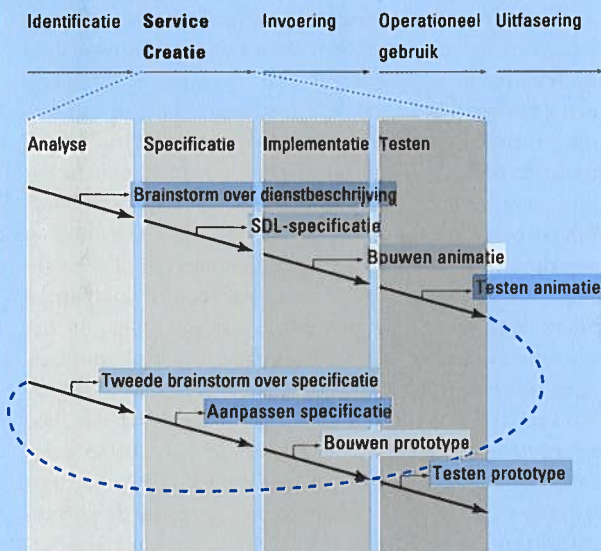 Identificatie Service Invoering Operationeel Uitfasering
Creatie gebruik
Analyse Specificatie Implementatie Testen
Brainstorm over dienstbeschrijving
SDL-specificatie
Bouwen animatie
Testen animatie
Tweede brainstorm over specificatie
Aanpassen specificatie
Bouwen prototype
Testen prototype